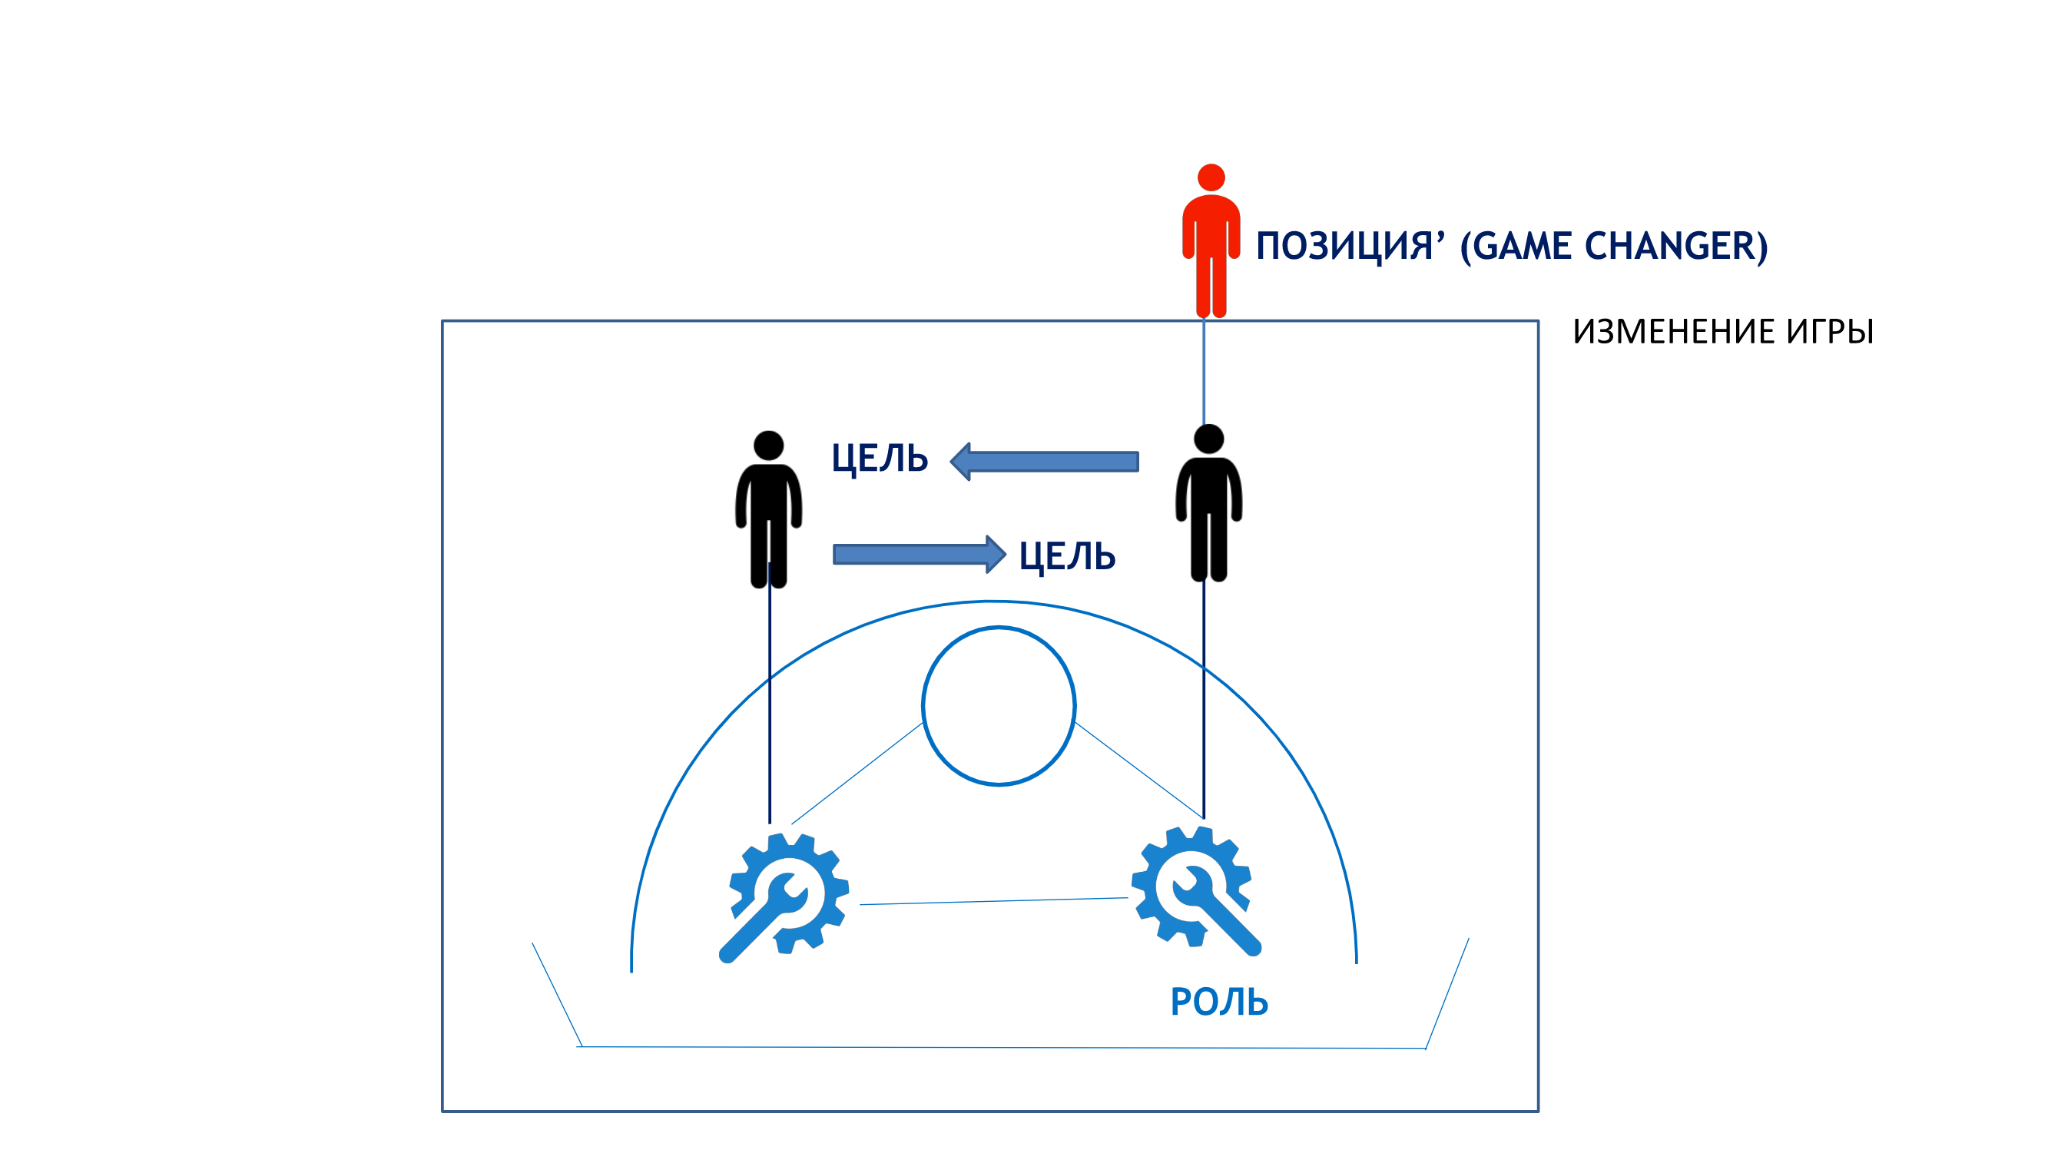 ПОЗИЦИЯ’ (GAME CHANGER)
ИЗМЕНЕНИЕ ИГРЫ
ЦЕЛЬ
ЦЕЛЬ
РОЛЬ